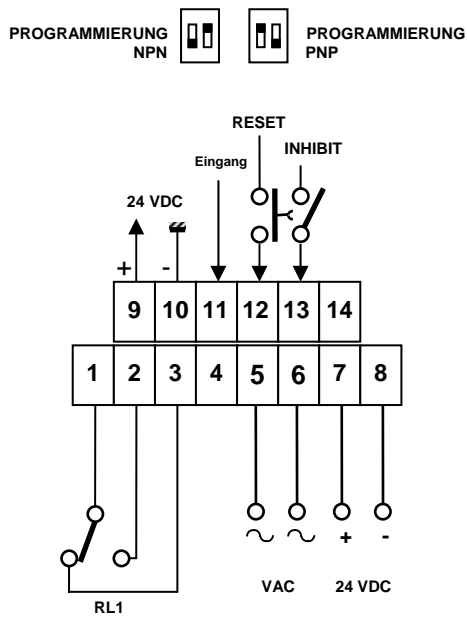 PROGRAMMIERUNG
NPN
PROGRAMMIERUNG
PNP
RESET
INHIBIT
Eingang
24 VDC
+ -
9 10 11 12 13 14
1 2 3 4 5 6 7 8
+ -
VAC 24 VDC
RL1